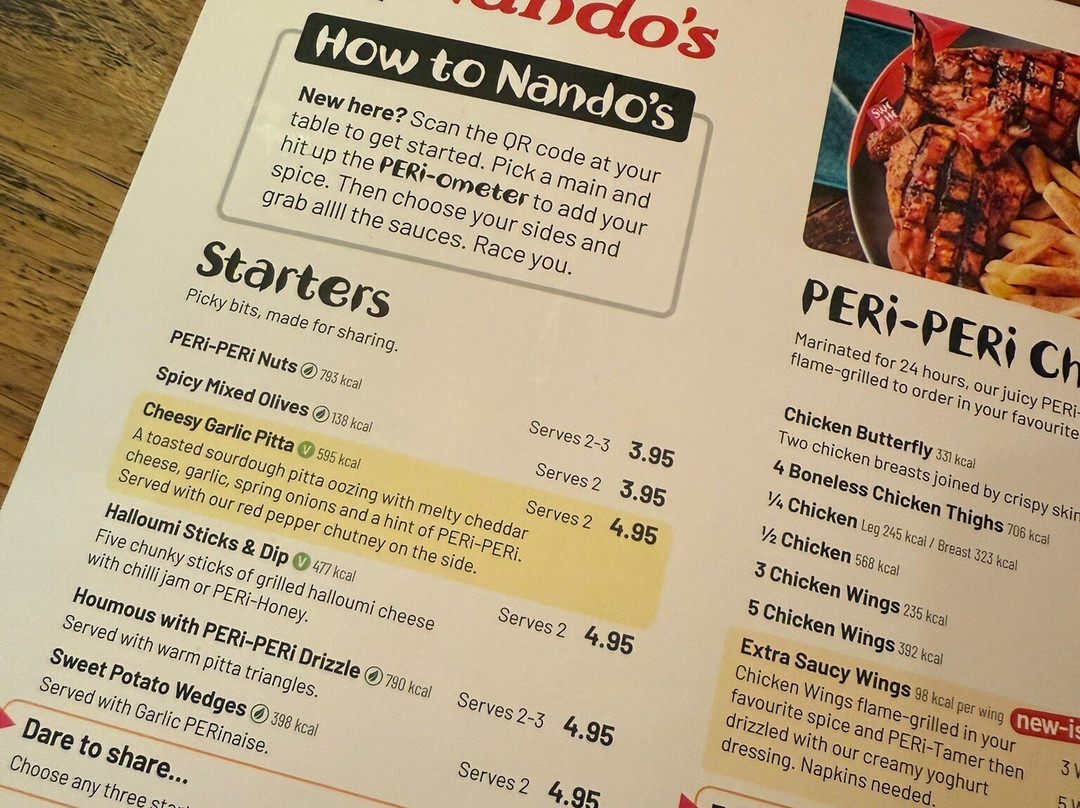 Nando's
How to Nando's
New here? Scan the QR code at your
table to get started. Pick a main and
hit up the PERi-ometer to add your
spice. Then choose your sides and
grab allll the sauces. Race you.
Starters
Picky bits, made for sharing.
PERi-PERi Nuts 793 kcal
Serves 2-3 3.95
Spicy Mixed Olives 138 kcal
Serves 2 3.95
Cheesy Garlic Pitta V 595 kcal
Serves 2 4.95
A toasted sourdough pitta oozing with melty cheddar
cheese, garlic, spring onions and a hint of PERi-PERi.
Served with our red pepper chutney on the side.
Halloumi Sticks & Dip V 477 kcal
Serves 2 4.95
Five chunky sticks of grilled halloumi cheese
with chilli jam or PERi-Honey.
Houmous with PERi-PERi Drizzle 790 kcal
Serves 2-3 4.95
Served with warm pitta triangles.
Sweet Potato Wedges 398 kcal
Serves 2 4.95
Served with Garlic PERinaise.
Dare to share...
Choose any three
PERi-PERi Ch
Marinated for 24 hours, our juicy PERi-
flame-grilled to order in your favourite
Chicken Butterfly 331 kcal
Two chicken breasts joined by crispy skin
4 Boneless Chicken Thighs 706 kcal
¼ Chicken Leg 245 kcal / Breast 323 kcal
½ Chicken 568 kcal
3 Chicken Wings 235 kcal
5 Chicken Wings 392 kcal
Extra Saucy Wings 98 kcal per wing new-is
Chicken Wings flame-grilled in your
favourite spice and PERi-Tamer then
drizzled with our creamy yoghurt
dressing. Napkins needed.
3
5